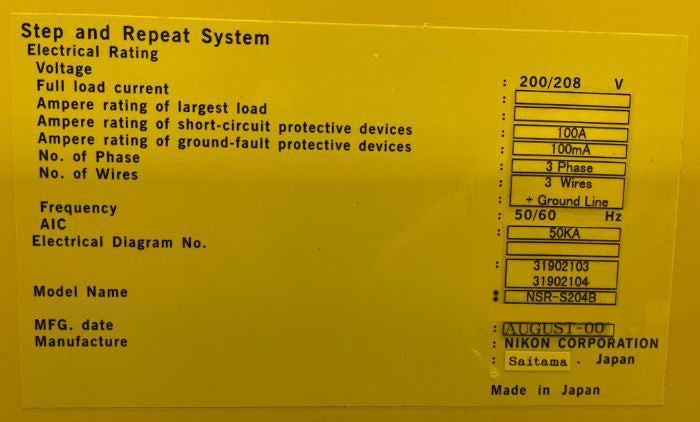 Step and Repeat System
Electrical Rating
Voltage : 200/208 V
Full load current :
Ampere rating of largest load :
Ampere rating of short-circuit protective devices : 100A
Ampere rating of ground-fault protective devices : 100mA
No. of Phase : 3 Phase
No. of Wires : 3 Wires
+ Ground Line
Frequency : 50/60 Hz
AIC : 50KA
Electrical Diagram No. : 31902103
31902104
Model Name : NSR-S204B
MFG. date : AUGUST-00
Manufacture : NIKON CORPORATION
: Saitama . Japan
Made in Japan